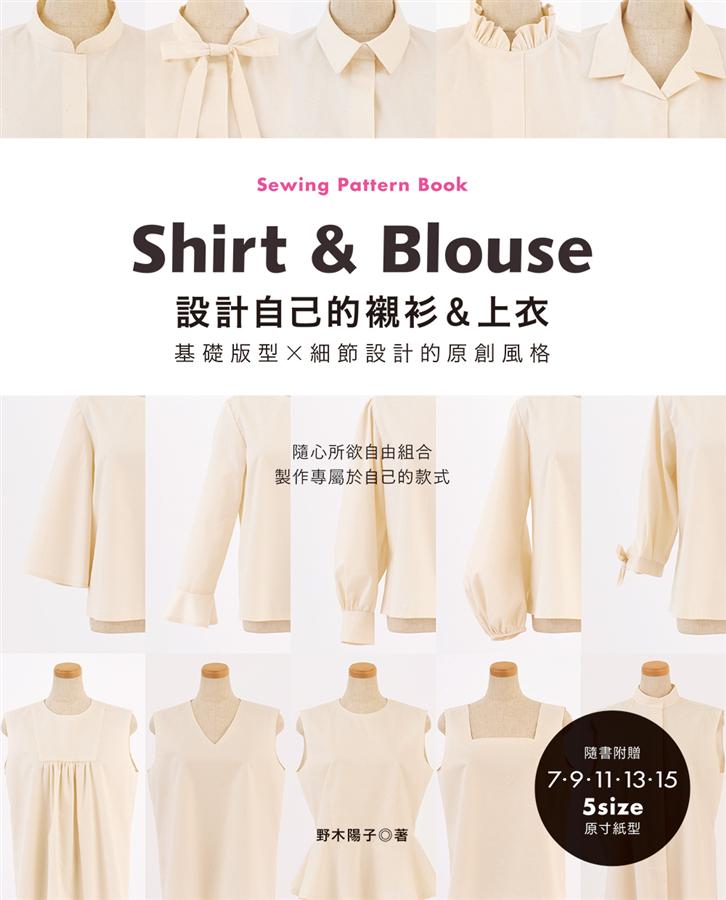 Sewing Pattern Book
Shirt & Blouse
設計自己的襯衫&上衣
基礎版型×細節設計的原創風格
隨心所欲自由組合
製作專屬於自己的款式
隨書附贈
7·9·11·13·15
5size
原寸紙型
野木陽子◎著